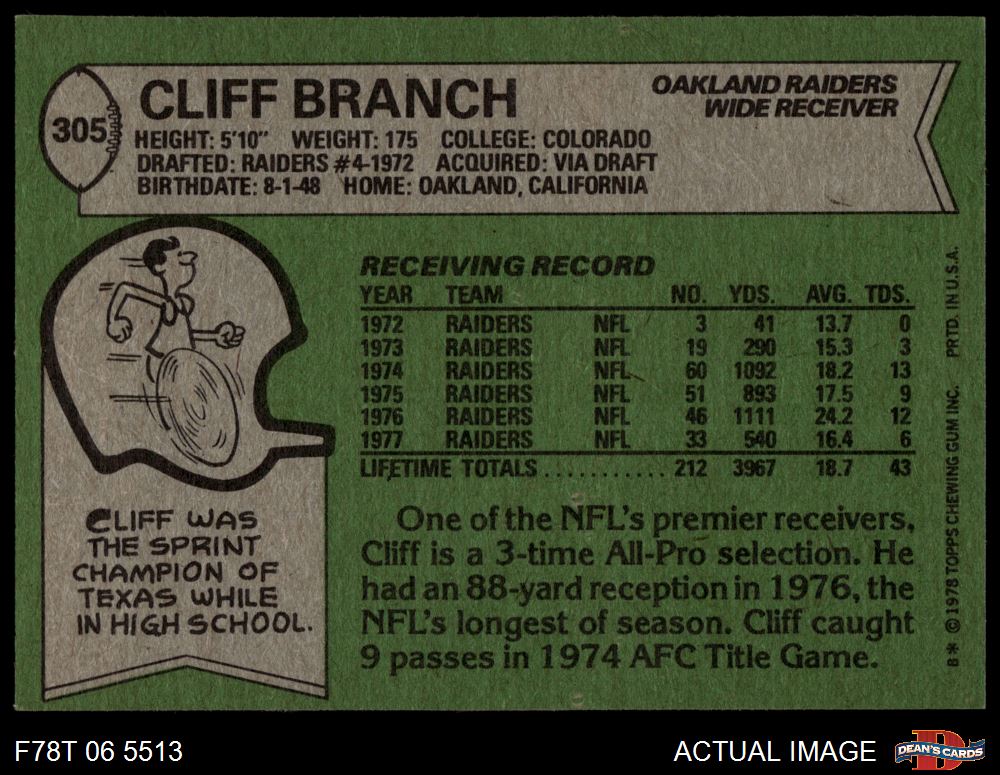 305
CLIFF BRANCH
OAKLAND RAIDERS
WIDE RECEIVER
HEIGHT: 5'10" WEIGHT: 175 COLLEGE: COLORADO
DRAFTED: RAIDERS #4-1972 ACQUIRED: VIA DRAFT
BIRTHDATE: 8-1-48 HOME: OAKLAND, CALIFORNIA
RECEIVING RECORD
YEAR TEAM NO. YDS. AVG. TDS.
1972 RAIDERS NFL 3 41 13.7 0
1973 RAIDERS NFL 19 290 15.3 3
1974 RAIDERS NFL 60 1092 18.2 13
1975 RAIDERS NFL 51 893 17.5 9
1976 RAIDERS NFL 46 1111 24.2 12
1977 RAIDERS NFL 33 540 16.4 6
LIFETIME TOTALS........... 212 3967 18.7 43
CLIFF WAS
THE SPRINT
CHAMPION OF
TEXAS WHILE
IN HIGH SCHOOL.
One of the NFL's premier receivers,
Cliff is a 3-time All-Pro selection. He
had an 88-yard reception in 1976, the
NFL's longest of season. Cliff caught
9 passes in 1974 AFC Title Game.
B* © 1978 TOPPS CHEWING GUM INC. PRTD. IN U.S.A.
F78T 06 5513
ACTUAL IMAGE
D
DEAN'S CARDS